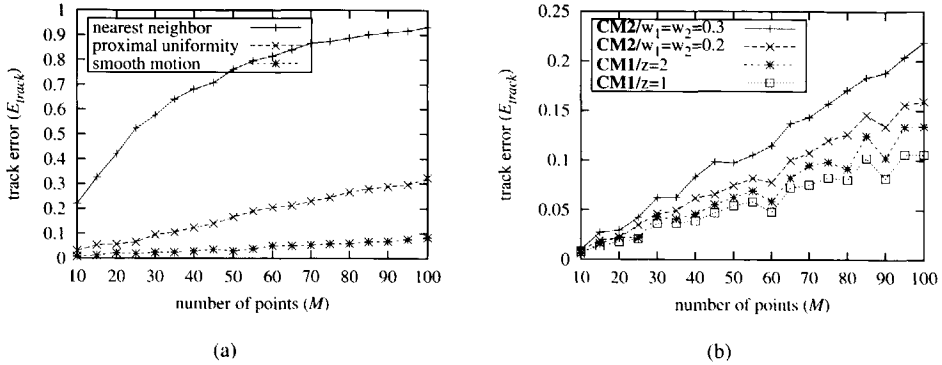 nearest neighbor
proximal uniformity
smooth motion
track error (E_track)
1
0.9
0.8
0.7
0.6
0.5
0.4
0.3
0.2
0.1
0
10 20 30 40 50 60 70 80 90 100
number of points (M)
(a)
CM2/w₁=w₂=0.3
CM2/w₁=w₂=0.2
CM1/z=2
CM1/z=1
track error (E_track)
0.25
0.2
0.15
0.1
0.05
0
10 20 30 40 50 60 70 80 90 100
number of points (M)
(b)